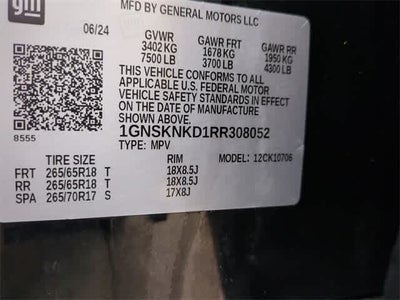 gm
MFD BY GENERAL MOTORS LLC
06/24
GVWR GAWR FRT GAWR RR
3402 KG 1678 KG 1950 KG
7500 LB 3700 LB 4300 LB
THIS VEHICLE CONFORMS TO ALL
APPLICABLE U.S. FEDERAL MOTOR
VEHICLE SAFETY STANDARDS IN
EFFECT ON THE DATE OF MANUFACTURE
SHOWN ABOVE.
1GNSKNKD1RR308052
8555
TYPE: MPV
TIRE SIZE RIM MODEL: 12CK10706
FRT 265/65R18 T 18X8.5J
RR 265/65R18 T 18X8.5J
SPA 265/70R17 S 17X8J